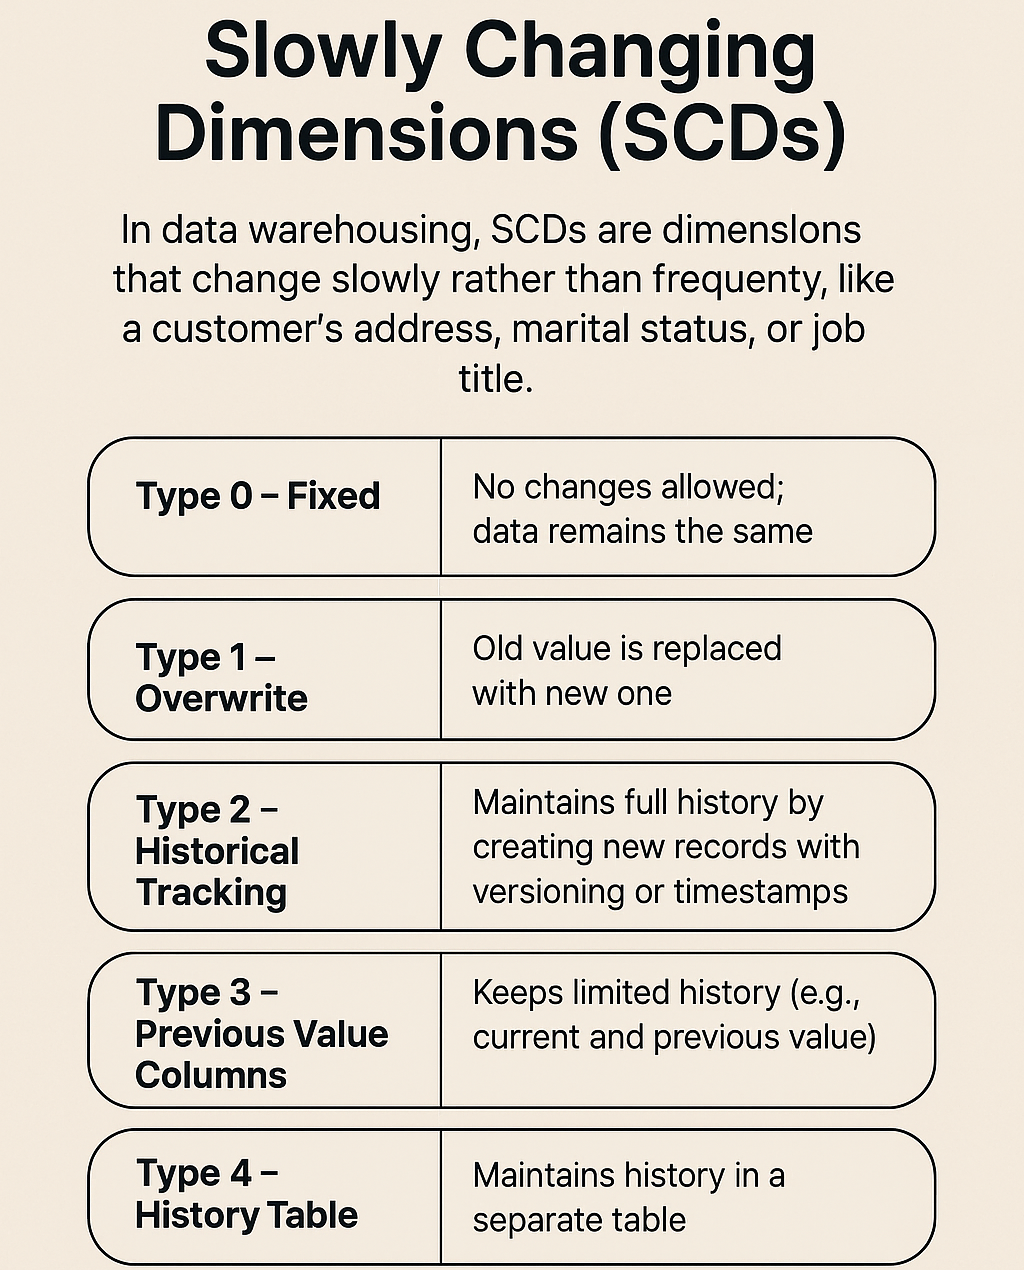 Slowly Changing
Dimensions (SCDs)
In data warehousing, SCDs are dimenslons
that change slowly rather than frequenty, like
a customer’s address, marital status, or job
title.
Type 0 – Fixed
No changes allowed;
data remains the same
Type 1 –
Overwrite
Old value is replaced
with new one
Type 2 –
Historical
Tracking
Maintains full history by
creating new records with
versioning or timestamps
Type 3 –
Previous Value
Columns
Keeps limited history (e.g.,
current and previous value)
Type 4 –
History Table
Maintains history in a
separate table